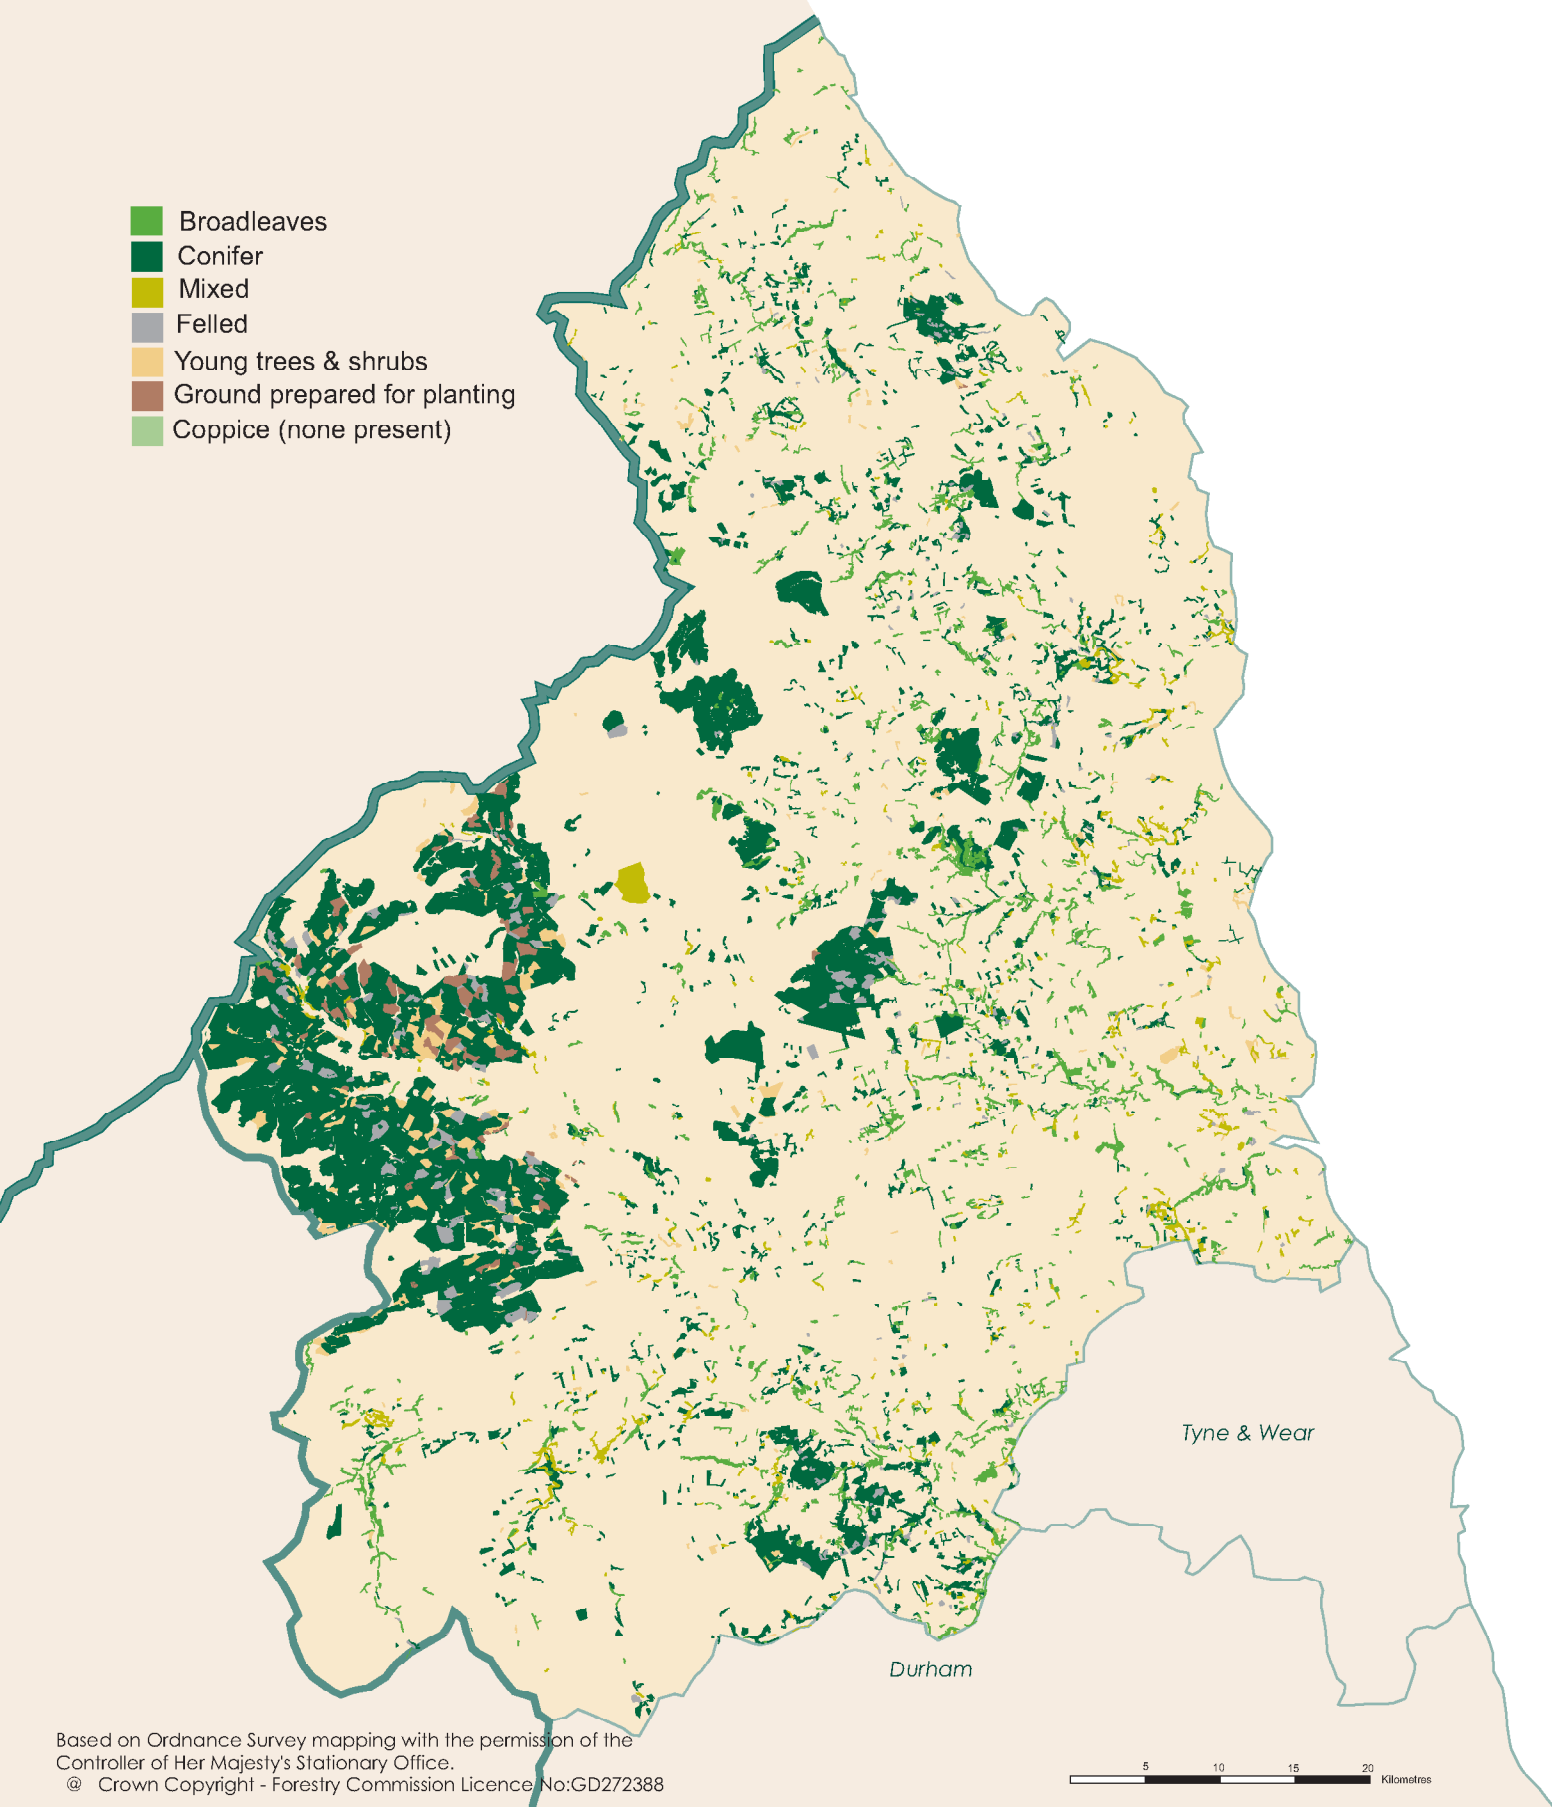 Broadleaves
Conifer
Mixed
Felled
Young trees & shrubs
Ground prepared for planting
Coppice (none present)
Tyne & Wear
Durham
Based on Ordnance Survey mapping with the permission of the
Controller of Her Majesty's Stationary Office.
@ Crown Copyright - Forestry Commission Licence No:GD272388
5 10 15 20
Kilometres